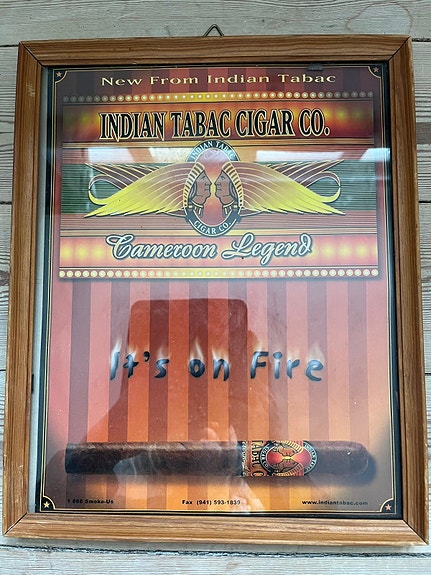 New From Indian Tabac
INDIAN TABAC CIGAR CO.
INDIAN TABAC
CIGAR CO.
Cameroon Legend
It's on Fire
1 888 Smoke-Us
Fax (941) 593-1839
www.indiantabac.com